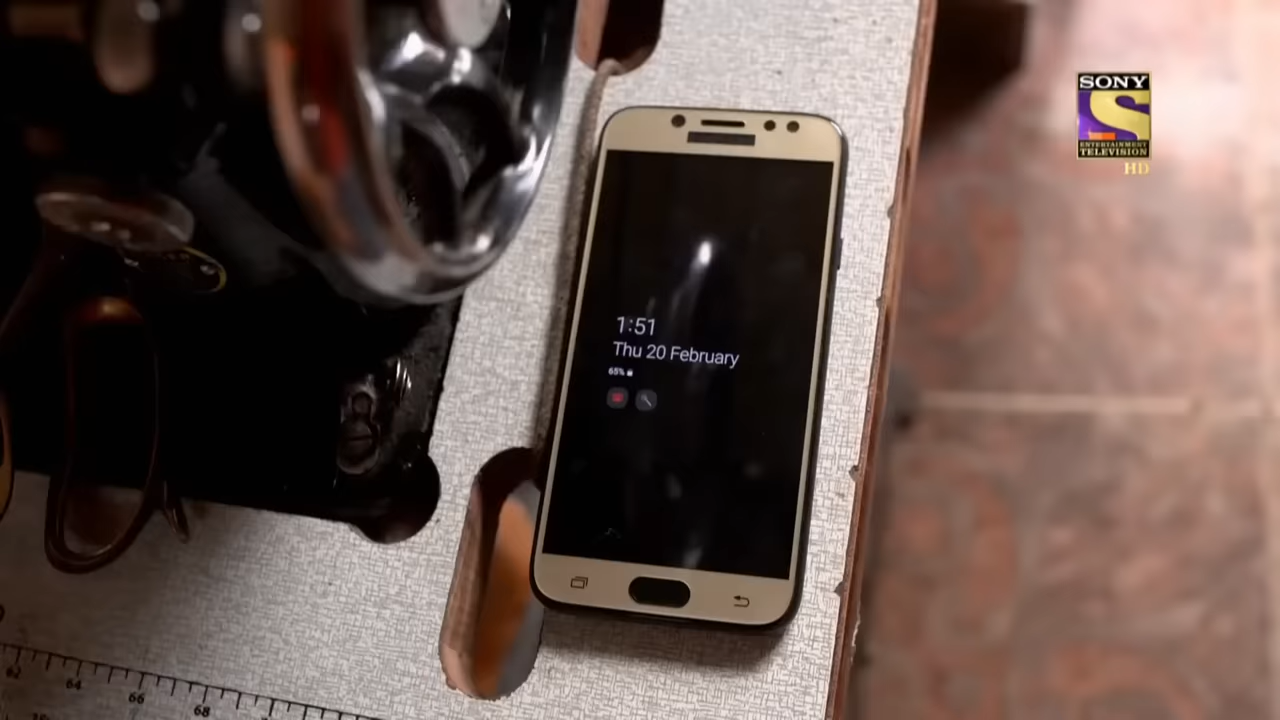 SONY
ENTERTAINMENT
TELEVISION
HD
1:51
Thu 20 February
65%
62
64
66
68